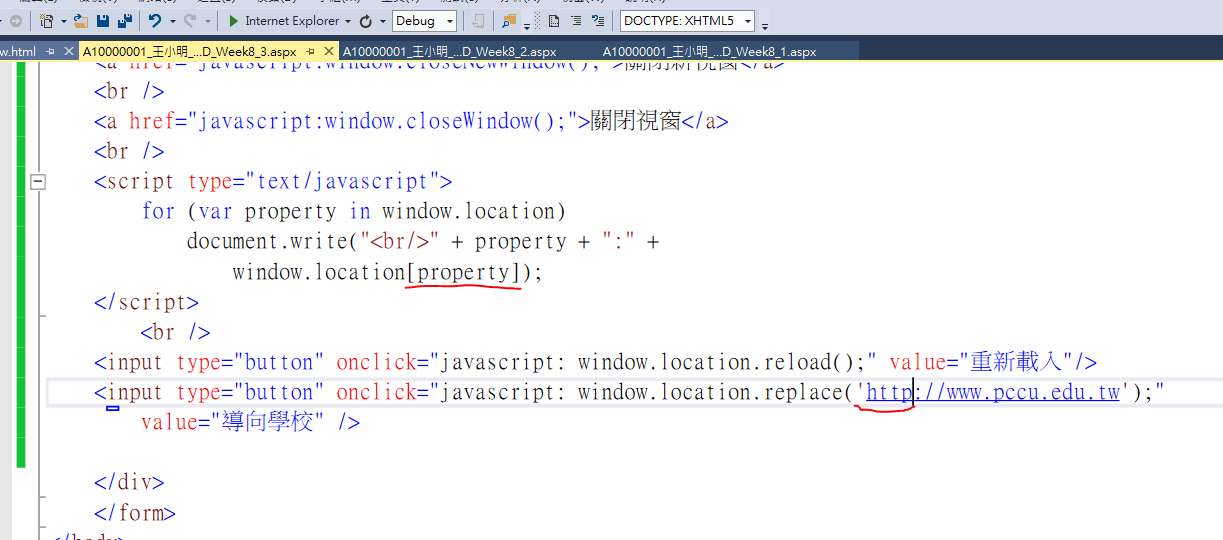 Internet Explorer Debug DOCTYPE: XHTML5
w.html A10000001_王小明_...D_Week8_3.aspx A10000001_王小明_...D_Week8_2.aspx A10000001_王小明_...D_Week8_1.aspx
<a href="javascript:window.closeNewWindow();">關閉新視窗</a>
<br />
<a href="javascript:window.closeWindow();">關閉視窗</a>
<br />
<script type="text/javascript">
for (var property in window.location)
document.write("<br/>" + property + ":" +
window.location[property]);
</script>
<br />
<input type="button" onclick="javascript: window.location.reload();" value="重新載入"/>
<input type="button" onclick="javascript: window.location.replace('http://www.pccu.edu.tw');"
value="導向學校" />
</div>
</form>
</body>